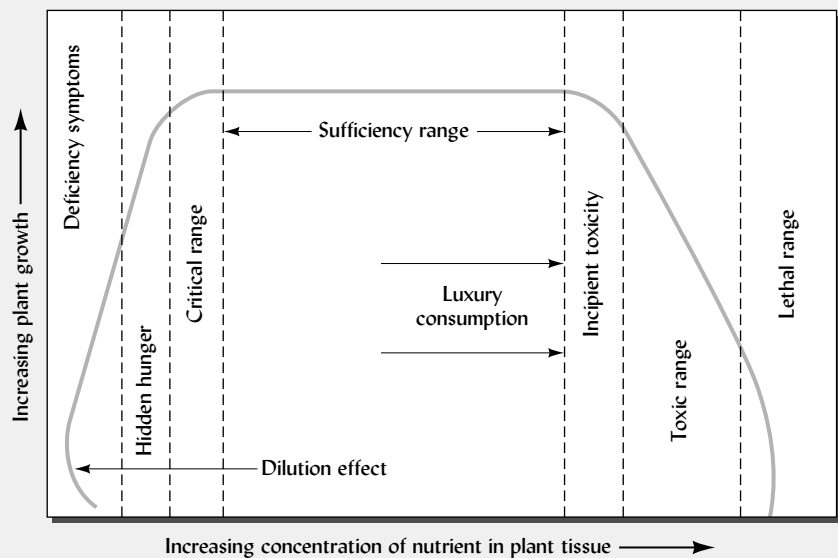 Increasing plant growth
Deficiency symptoms
Hidden hunger
Critical range
Sufficiency range
Luxury
consumption
Dilution effect
Incipient toxicity
Toxic range
Lethal range
Increasing concentration of nutrient in plant tissue